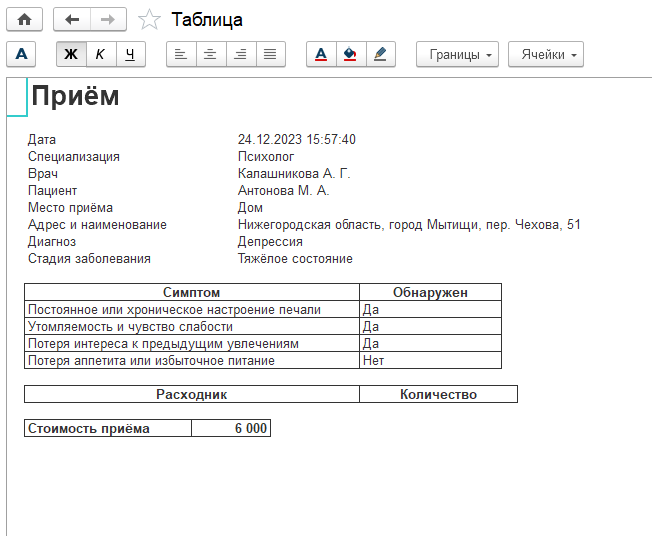 Таблица
А Ж К Ч А Границы Ячейки
Приём
Дата 24.12.2023 15:57:40
Специализация Психолог
Врач Калашникова А. Г.
Пациент Антонова М. А.
Место приёма Дом
Адрес и наименование Нижегородская область, город Мытищи, пер. Чехова, 51
Диагноз Депрессия
Стадия заболевания Тяжёлое состояние
Симптом Обнаружен
Постоянное или хроническое настроение печали Да
Утомляемость и чувство слабости Да
Потеря интереса к предыдущим увлечениям Да
Потеря аппетита или избыточное питание Нет
Расходник Количество
Стоимость приёма 6 000